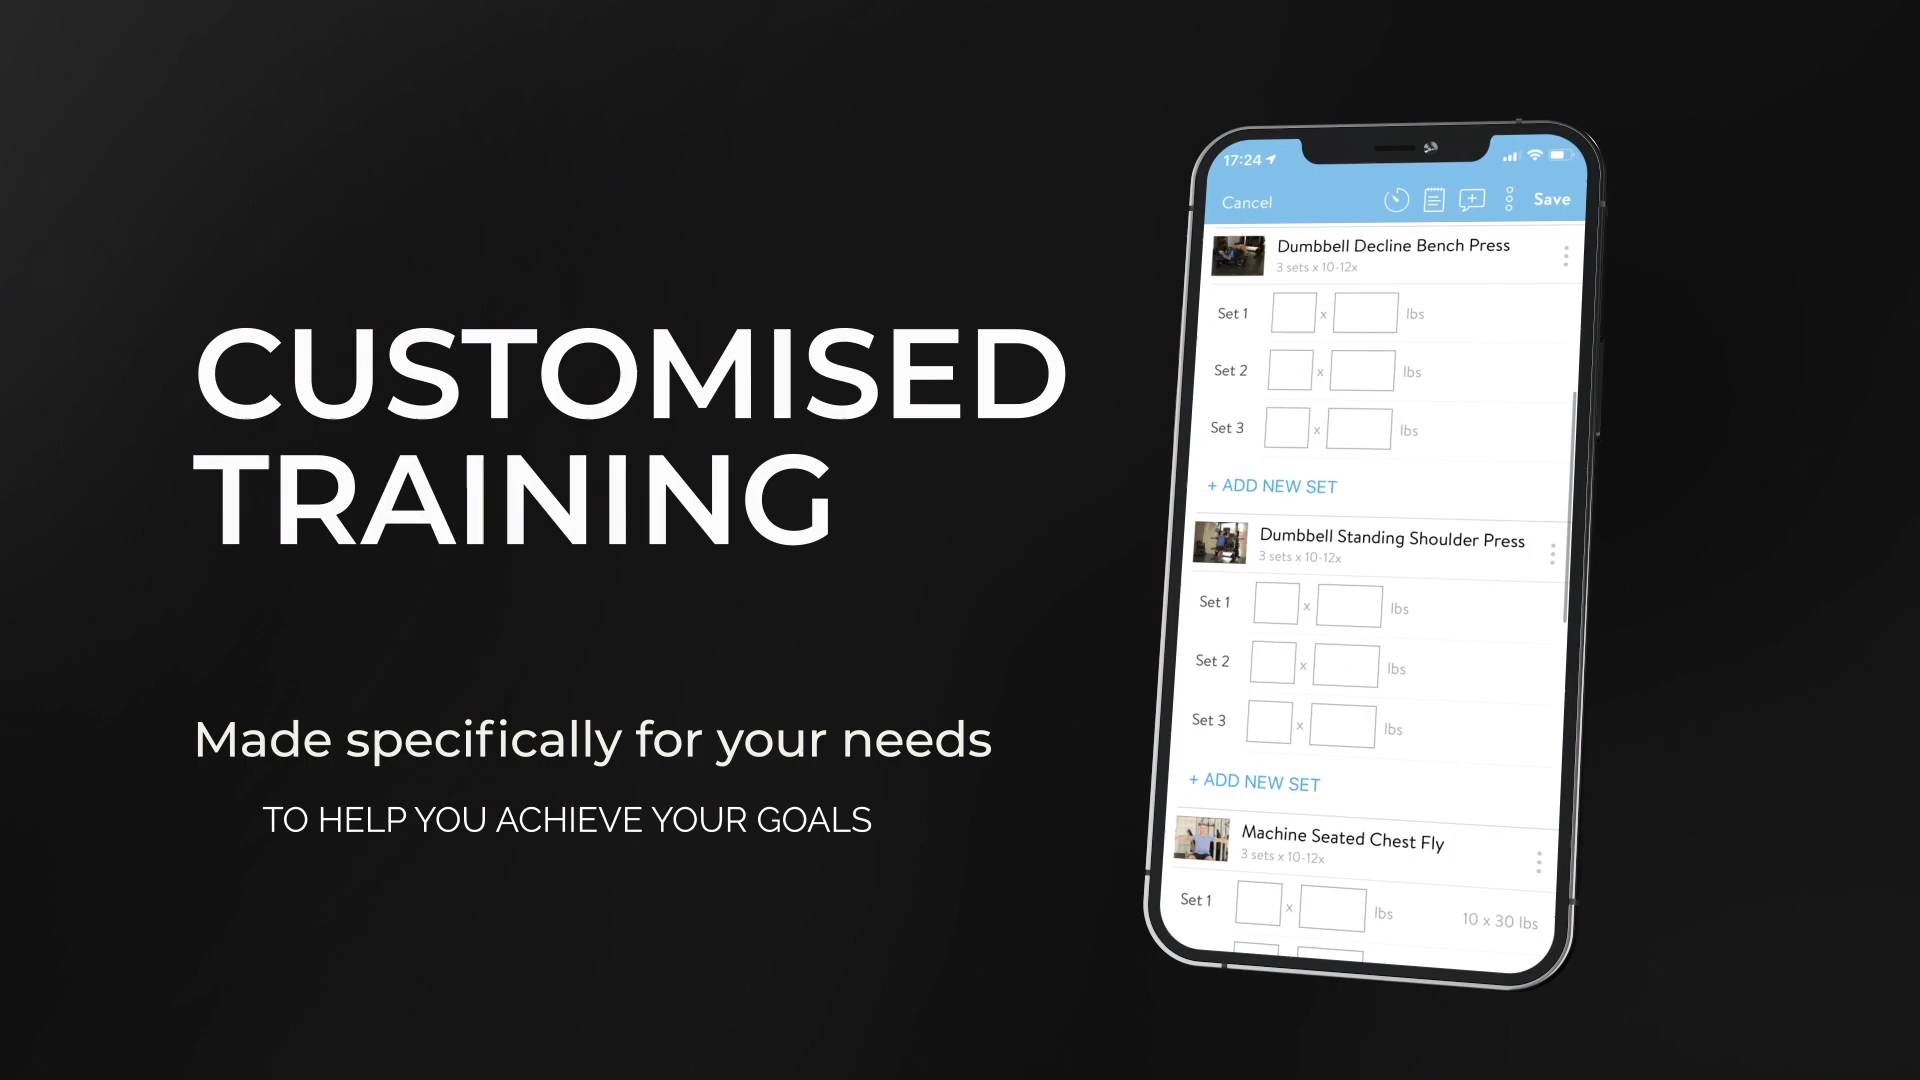 CUSTOMISED
TRAINING
Made specifically for your needs
TO HELP YOU ACHIEVE YOUR GOALS
17:24
Cancel Save
Dumbbell Decline Bench Press
3 sets x 10-12x
Set 1 x lbs
Set 2 x lbs
Set 3 x lbs
+ ADD NEW SET
Dumbbell Standing Shoulder Press
3 sets x 10-12x
Set 1 x lbs
Set 2 x lbs
Set 3 x lbs
+ ADD NEW SET
Machine Seated Chest Fly
3 sets x 10-12x
Set 1 x lbs 10 x 30 lbs